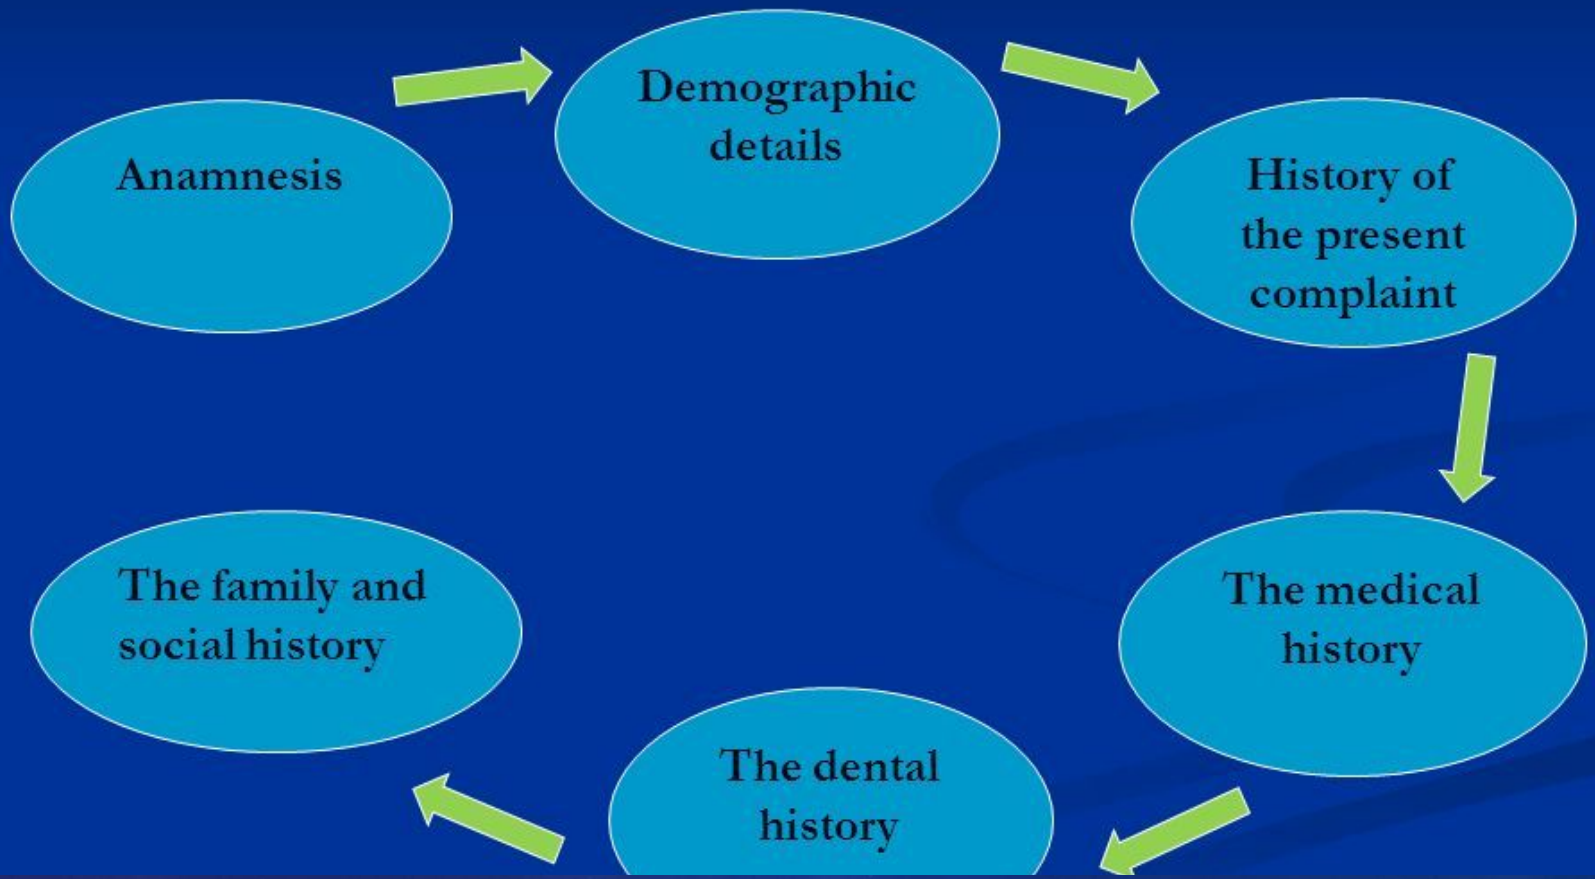 Anamnesis
Demographic
details
History of
the present
complaint
The medical
history
The dental
history
The family and
social history